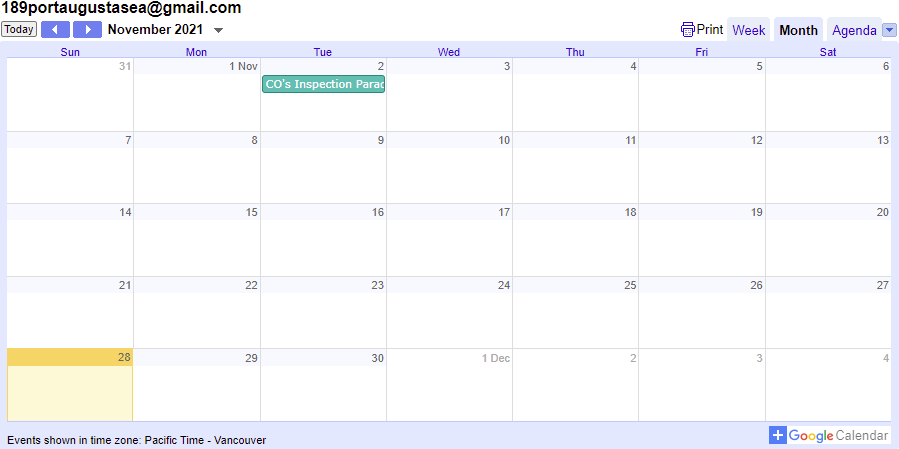 189portaugustasea@gmail.com
Today November 2021 Print Week Month Agenda
Sun Mon Tue Wed Thu Fri Sat
31 1 Nov 2 3 4 5 6
CO's Inspection Parad
7 8 9 10 11 12 13
14 15 16 17 18 19 20
21 22 23 24 25 26 27
28 29 30 1 Dec 2 3 4
Events shown in time zone: Pacific Time - Vancouver
Google Calendar